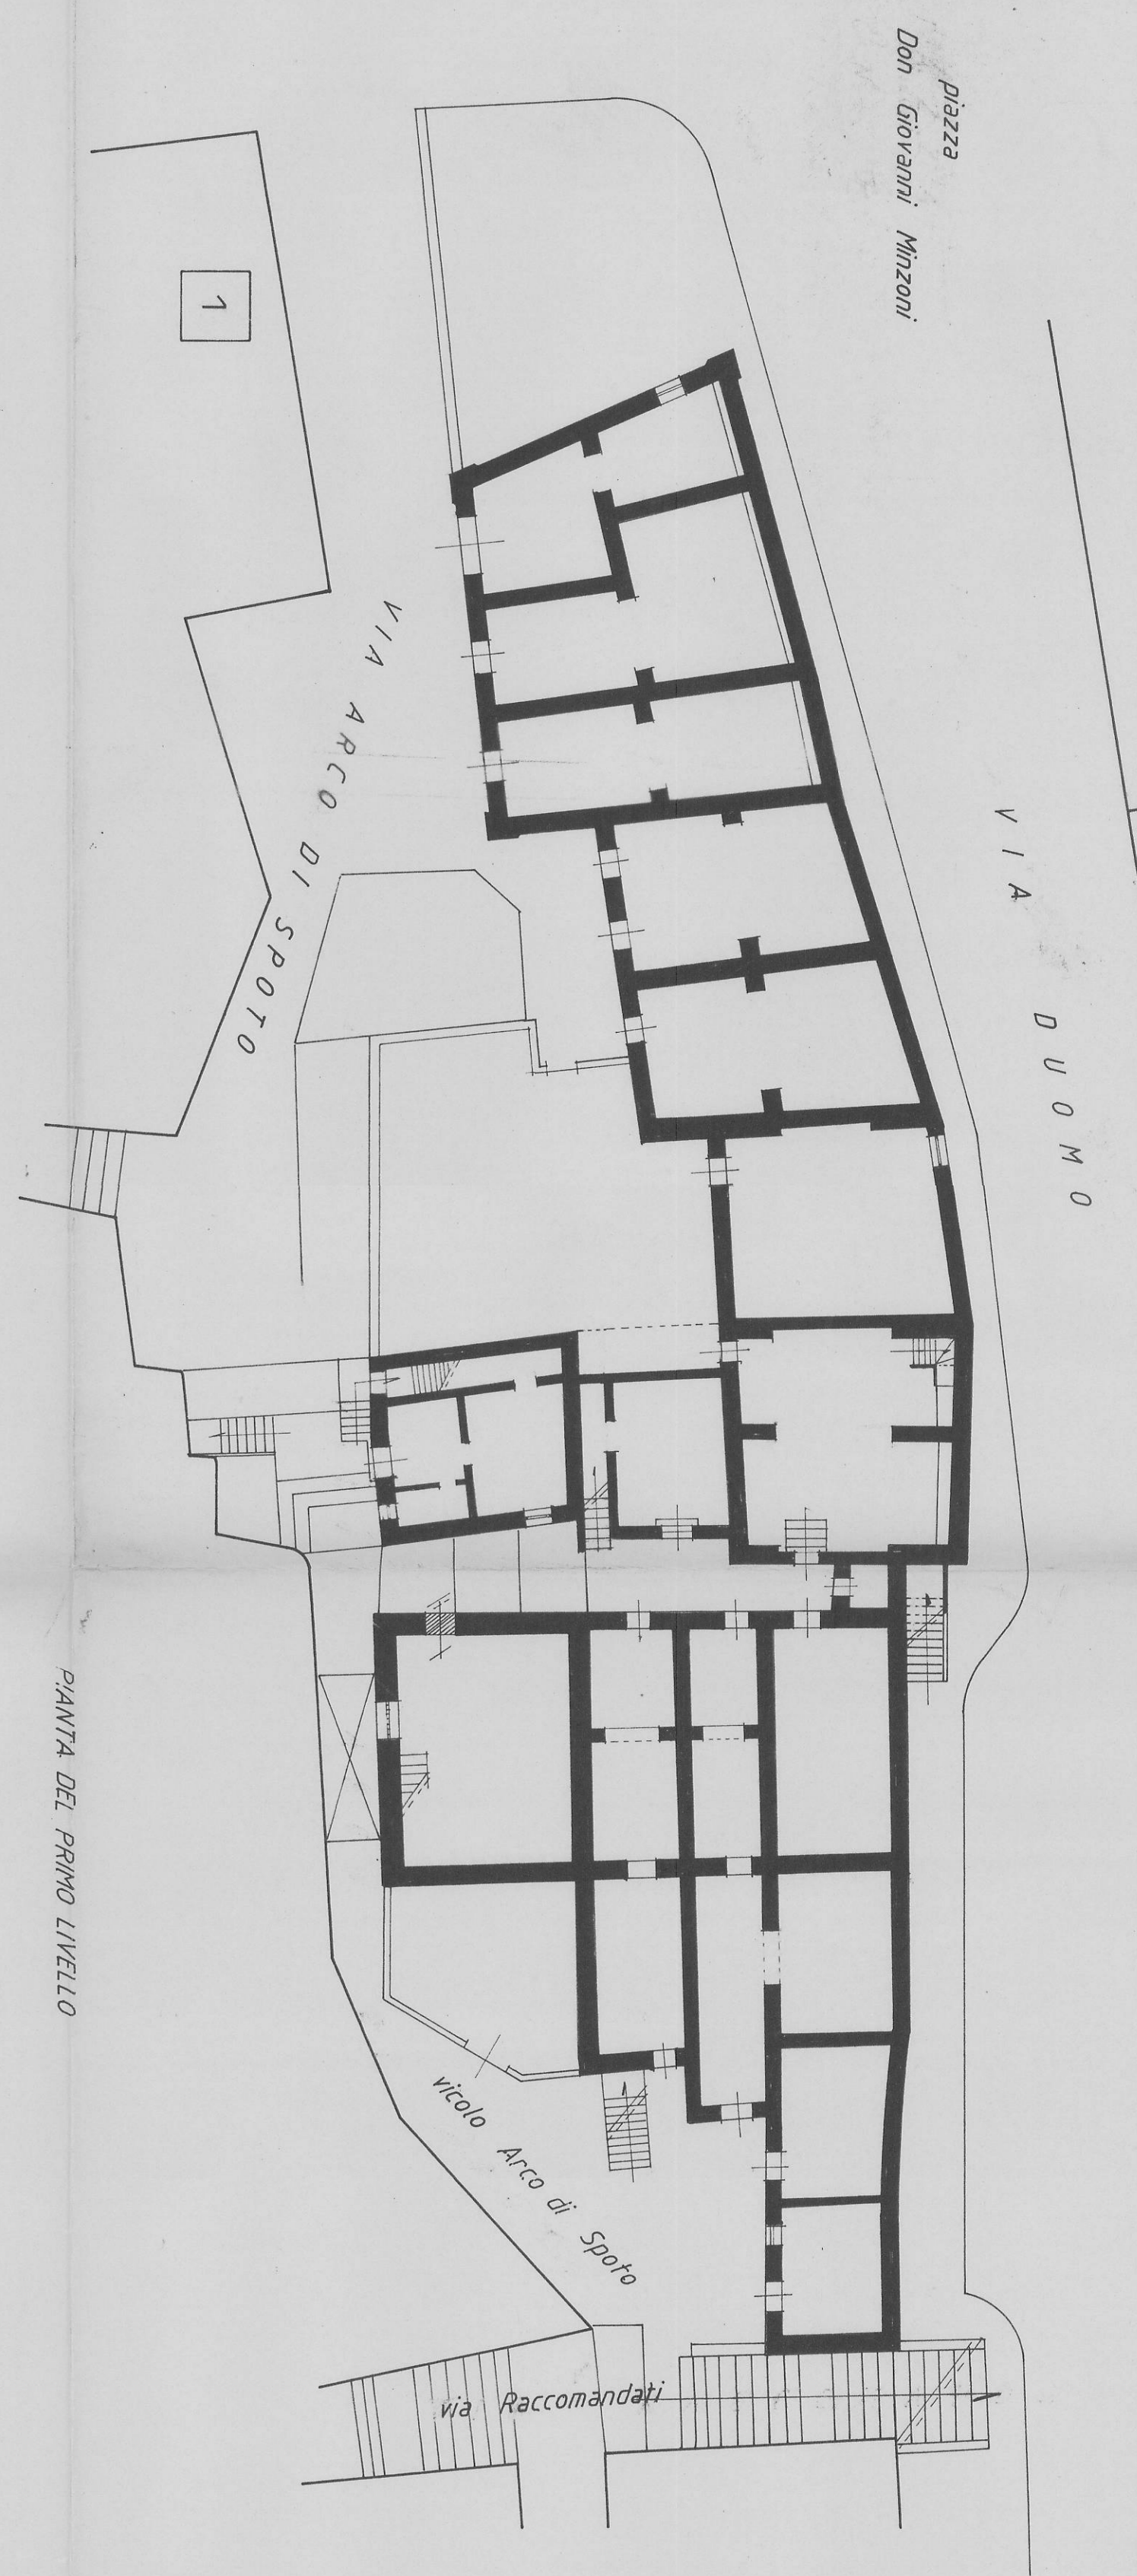 piazza
Don Giovanni Minzoni
1
VIA ARCO DI SPOTO
VIA DUOMO
PIANTA DEL PRIMO LIVELLO
vicolo Arco di Spoto
via Raccomandati